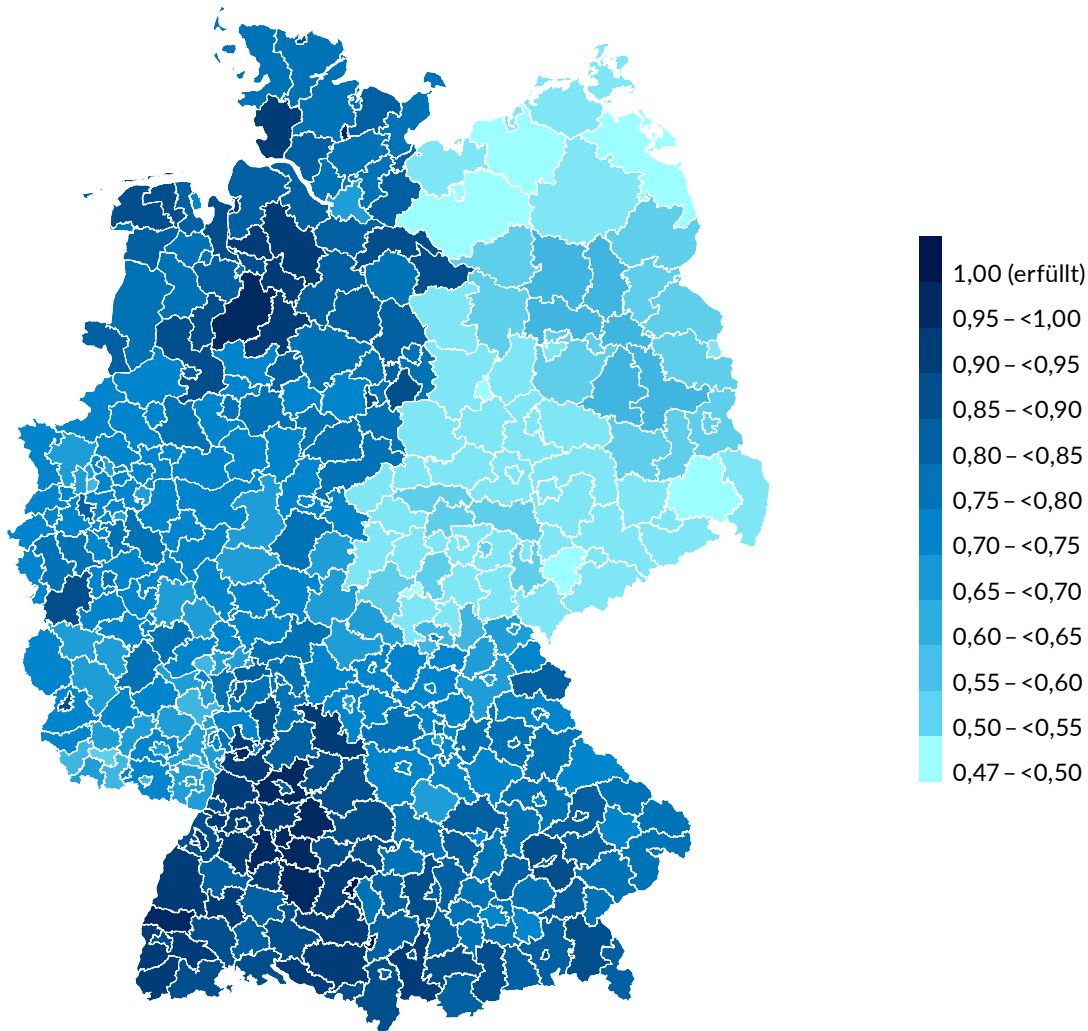 1,00 (erfüllt)
0,95 – <1,00
0,90 – <0,95
0,85 – <0,90
0,80 – <0,85
0,75 – <0,80
0,70 – <0,75
0,65 – <0,70
0,60 – <0,65
0,55 – <0,60
0,50 – <0,55
0,47 – <0,50